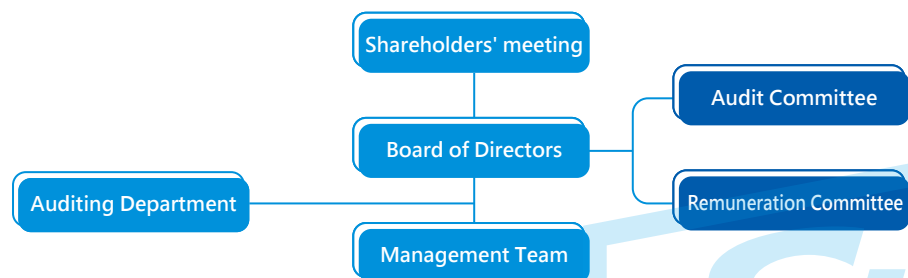 Shareholders' meeting
Audit Committee
Board of Directors
Auditing Department
Remuneration Committee
Management Team